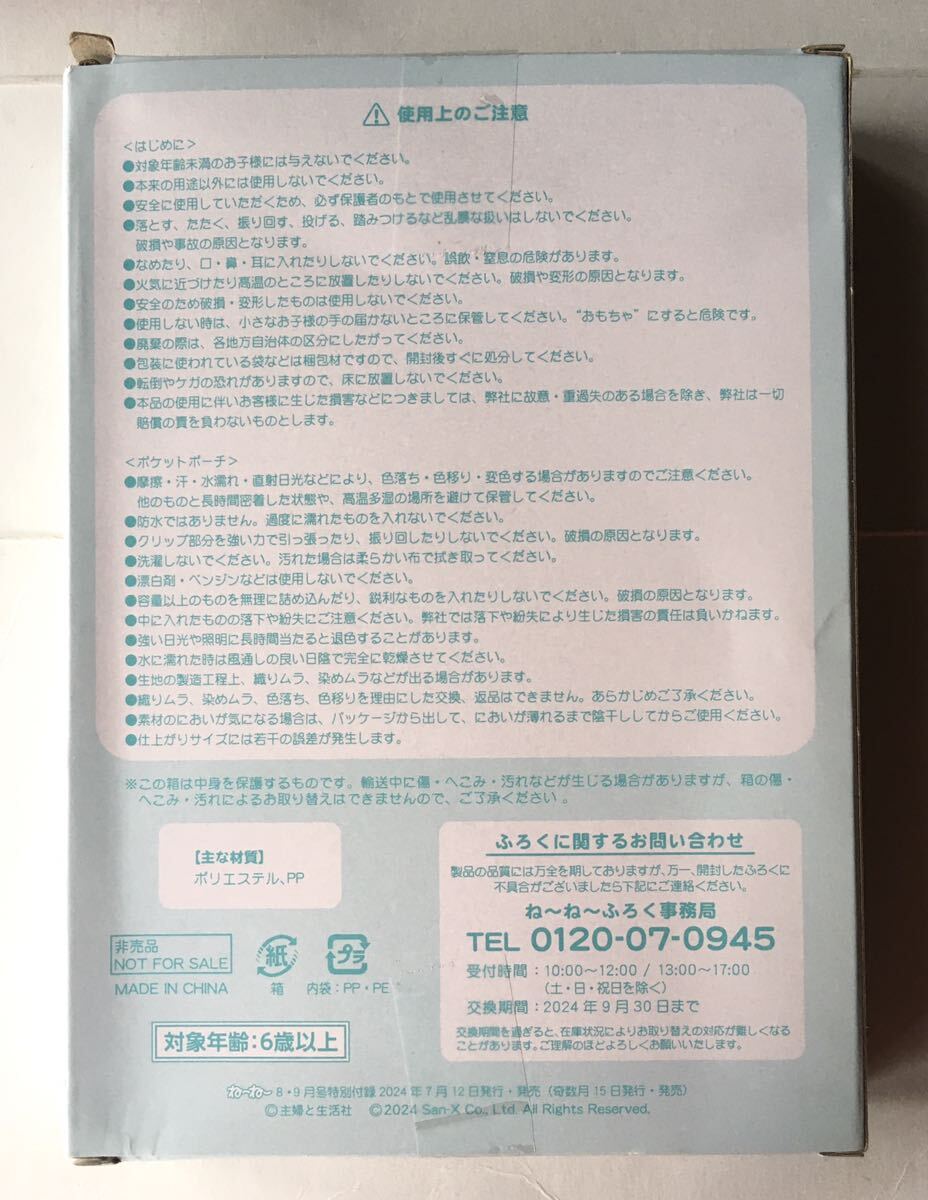 ⚠ 使用上のご注意
<はじめに>
●対象年齢未満のお子様には与えないでください。
●本来の用途以外には使用しないでください。
●安全に使用していただくため、必ず保護者のもとで使用させてください。
●落とす、たたく、振り回す、投げる、踏みつけるなど乱暴な扱いはしないでください。
破損や事故の原因となります。
●なめたり、口・鼻・耳に入れたりしないでください。誤飲・窒息の危険があります。
●火気に近づけたり高温のところに放置したりしないでください。破損や変形の原因となります。
●安全のため破損・変形したものは使用しないでください。
●使用しない時は、小さなお子様の手の届かないところに保管してください。“おもちゃ”にすると危険です。
●廃棄の際は、各地方自治体の区分にしたがってください。
●包装に使われている袋などは梱包材ですので、開封後すぐに処分してください。
●転倒やケガの恐れがありますので、床に放置しないでください。
●本品の使用に伴いお客様に生じた損害などにつきましては、弊社に故意・重過失のある場合を除き、弊社は一切
賠償の責を負わないものとします。
<ポケットポーチ>
●摩擦・汗・水濡れ・直射日光などにより、色落ち・色移り・変色する場合がありますのでご注意ください。
他のものと長時間密着した状態や、高温多湿の場所を避けて保管してください。
●防水ではありません。過度に濡れたものを入れないでください。
●クリップ部分を強い力で引っ張ったり、振り回したりしないでください。破損の原因となります。
●洗濯しないでください。汚れた場合は柔らかい布で拭き取ってください。
●漂白剤・ベンジンなどは使用しないでください。
●容量以上のものを無理に詰め込んだり、鋭利なものを入れたりしないでください。破損の原因となります。
●中に入れたものの落下や紛失にご注意ください。弊社では落下や紛失により生じた損害の責任は負いかねます。
●強い日光や照明に長時間当たると退色することがあります。
●水に濡れた時は風通しの良い日陰で完全に乾燥させてください。
●生地の製造工程上、織りムラ、染めムラなどが出る場合があります。
●織りムラ、染めムラ、色落ち、色移りを理由にした交換、返品はできません。あらかじめご了承ください。
●素材のにおいが気になる場合は、パッケージから出して、においが薄れるまで陰干ししてからご使用ください。
●仕上がりサイズには若干の誤差が発生します。
※この箱は中身を保護するものです。輸送中に傷・へこみ・汚れなどが生じる場合がありますが、箱の傷・
へこみ・汚れによるお取り替えはできませんので、ご了承ください。
【主な材質】
ポリエステル、PP
非売品
NOT FOR SALE
MADE IN CHINA
紙
箱
プラ
内袋：PP・PE
対象年齢：6歳以上
ふろくに関するお問い合わせ
製品の品質には万全を期しておりますが、万一、開封したふろくに
不具合がございましたら下記にご連絡ください。
ね～ね～ふろく事務局
TEL 0120-07-0945
受付時間：10:00～12:00 / 13:00～17:00
（土・日・祝日を除く）
交換期間：2024年9月30日まで
交換期間を過ぎると、在庫状況によりお取り替えの対応が難しくなる
ことがあります。ご理解のほどよろしくお願いいたします。
ね～ね～ 8・9月号特別付録 2024年7月12日発行・発売（奇数月15日発行・発売）
©主婦と生活社 ©2024 San-X Co., Ltd. All Rights Reserved.